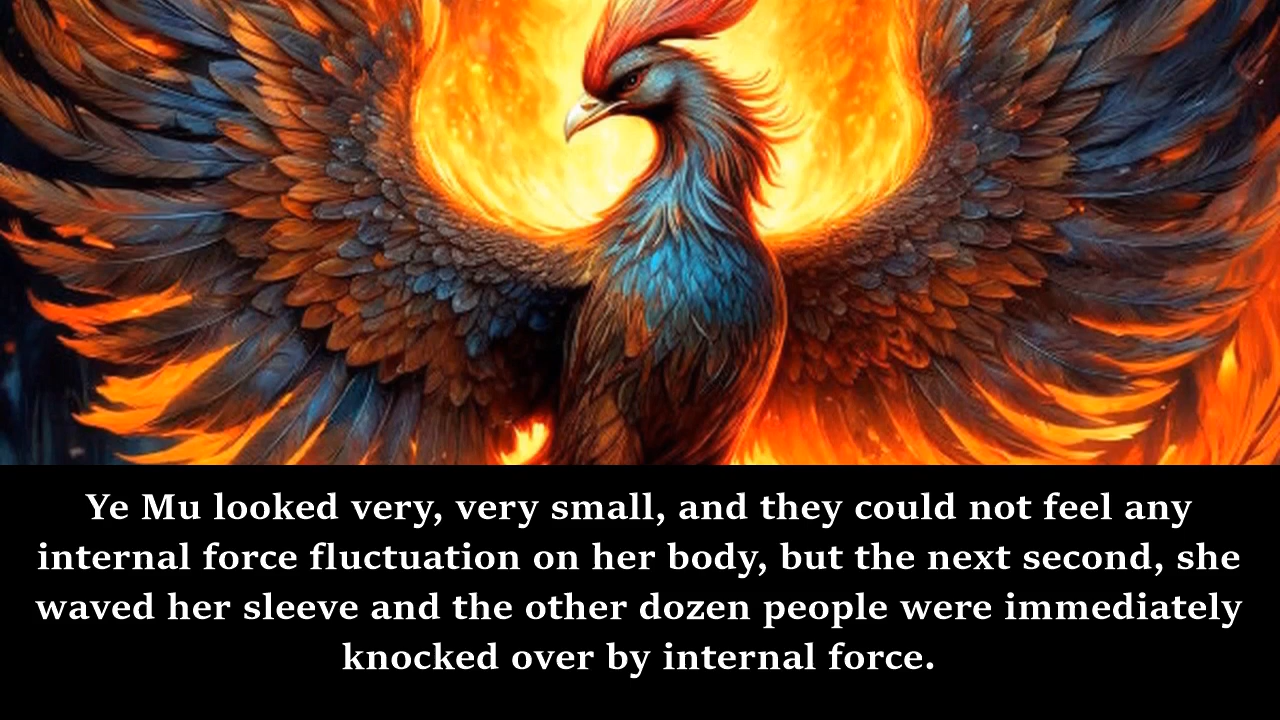 Ye Mu looked very, very small, and they could not feel any
internal force fluctuation on her body, but the next second, she
waved her sleeve and the other dozen people were immediately
knocked over by internal force.